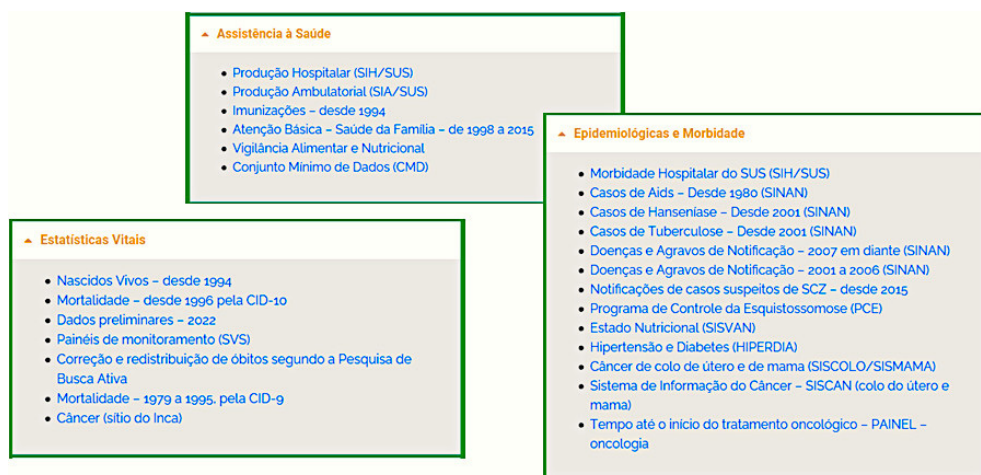 Assistência à Saúde
Produção Hospitalar (SIH/SUS)
Produção Ambulatorial (SIA/SUS)
Imunizações – desde 1994
Atenção Básica – Saúde da Família – de 1998 a 2015
Vigilância Alimentar e Nutricional
Conjunto Mínimo de Dados (CMD)
Epidemiológicas e Morbidade
Morbidade Hospitalar do SUS (SIH/SUS)
Casos de Aids – Desde 1980 (SINAN)
Casos de Hanseníase – Desde 2001 (SINAN)
Casos de Tuberculose – Desde 2001 (SINAN)
Doenças e Agravos de Notificação – 2007 em diante (SINAN)
Doenças e Agravos de Notificação – 2001 a 2006 (SINAN)
Notificações de casos suspeitos de SCZ – desde 2015
Programa de Controle da Esquistossomose (PCE)
Estado Nutricional (SISVAN)
Hipertensão e Diabetes (HIPERDIA)
Câncer de colo de útero e de mama (SISCOLO/SISMAMA)
Sistema de Informação do Câncer – SISCAN (colo do útero e
mama)
Tempo até o início do tratamento oncológico – PAINEL –
oncologia
Estatísticas Vitais
Nascidos Vivos – desde 1994
Mortalidade – desde 1996 pela CID-10
Dados preliminares – 2022
Painéis de monitoramento (SVS)
Correção e redistribuição de óbitos segundo a Pesquisa de
Busca Ativa
Mortalidade – 1979 a 1995, pela CID-9
Câncer (sítio do Inca)